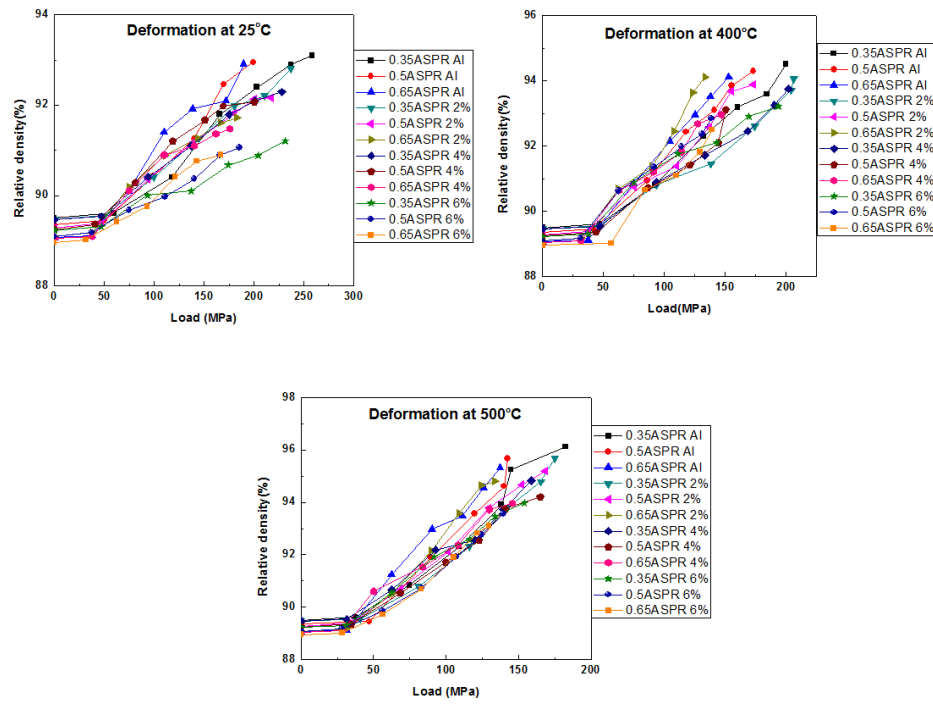 Deformation at 25°C
Relative density(%)
94
92
90
88
0
50
100
150
200
250
300
Load (MPa)
0.35ASPR Al
0.5ASPR Al
0.65ASPR Al
0.35ASPR 2%
0.5ASPR 2%
0.65ASPR 2%
0.35ASPR 4%
0.5ASPR 4%
0.65ASPR 4%
0.35ASPR 6%
0.5ASPR 6%
0.65ASPR 6%
Deformation at 400°C
Relative density(%)
96
94
92
90
88
0
50
100
150
200
Load(MPa)
0.35ASPR Al
0.5ASPR Al
0.65ASPR Al
0.35ASPR 2%
0.5ASPR 2%
0.65ASPR 2%
0.35ASPR 4%
0.65ASPR 4%
0.5ASPR 4%
0.35ASPR 6%
0.5ASPR 6%
0.65ASPR 6%
Deformation at 500°C
Relative density(%)
98
96
94
92
90
88
0
50
100
150
200
Load (MPa)
0.35ASPR Al
0.5ASPR Al
0.65ASPR Al
0.35ASPR 2%
0.5ASPR 2%
0.65ASPR 2%
0.35ASPR 4%
0.5ASPR 4%
0.65ASPR 4%
0.35ASPR 6%
0.5ASPR 6%
0.65ASPR 6%